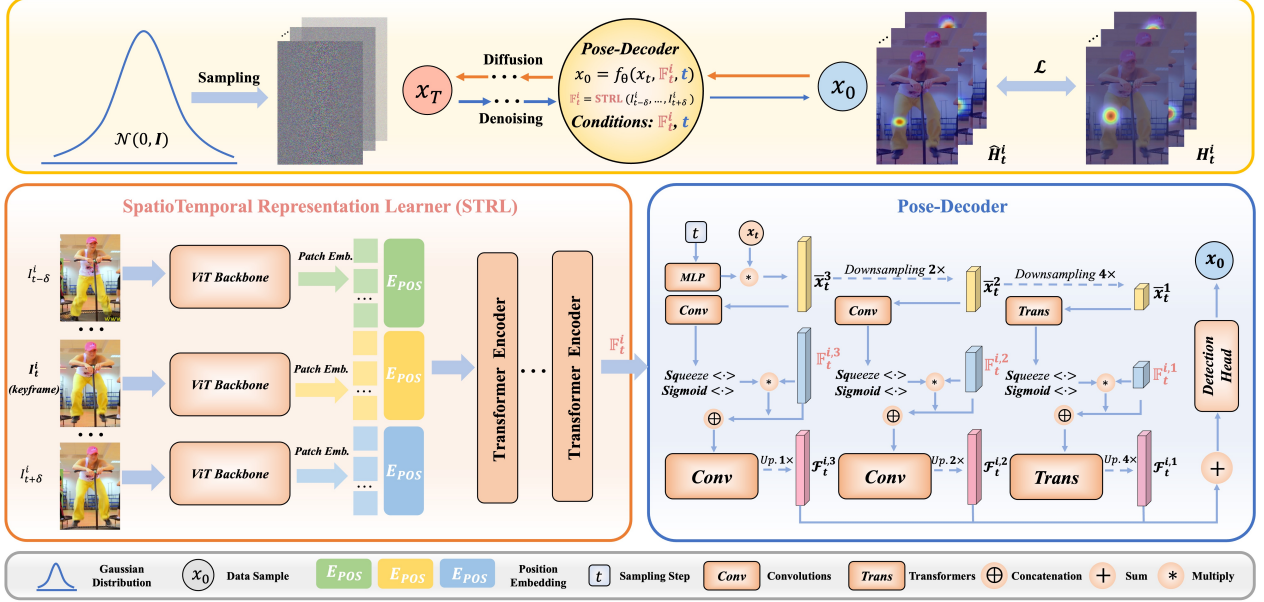 Sampling
𝒩(0, I)
Diffusion
x_T
Denoising
Pose-Decoder
x_0 = f_θ(x_t, 𝔽_t^i, t)
𝔽_t^i = STRL (I_{t-δ}^i, ..., I_{t+δ}^i)
Conditions: 𝔽_t^i, t
x_0
Ĥ_t^i
ℒ
H_t^i
SpatioTemporal Representation Learner (STRL)
I_{t-δ}^i
ViT Backbone
Patch Emb.
E_POS
I_t^i
(keyframe)
ViT Backbone
Patch Emb.
E_POS
I_{t+δ}^i
ViT Backbone
Patch Emb.
E_POS
Transformer Encoder
Transformer Encoder
𝔽_t^i
Pose-Decoder
t
x_t
MLP
*
x̄_t^3
Downsampling 2×
x̄_t^2
Downsampling 4×
x̄_t^1
x_0
Conv
Conv
Trans
𝔽_t^{i,3}
𝔽_t^{i,2}
𝔽_t^{i,1}
Squeeze <·>
Sigmoid <·>
*
Squeeze <·>
Sigmoid <·>
*
Squeeze <·>
Sigmoid <·>
*
Detection Head
⊕
⊕
⊕
Conv
Up. 1×
ℱ_t^{i,3}
Conv
Up. 2×
ℱ_t^{i,2}
Trans
Up. 4×
ℱ_t^{i,1}
+
Gaussian
Distribution
x_0
Data Sample
E_POS
E_POS
E_POS
Position
Embedding
t
Sampling Step
Conv
Convolutions
Trans
Transformers
⊕
Concatenation
+
Sum
*
Multiply